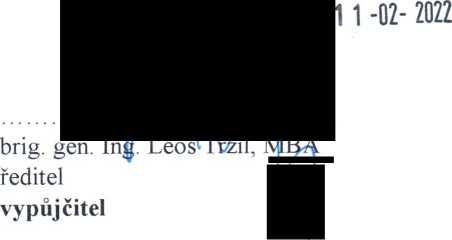 11 -02- 2022
........
brig. gen. Ing. Leoš Tržil, MBA
ředitel
vypůjčitel